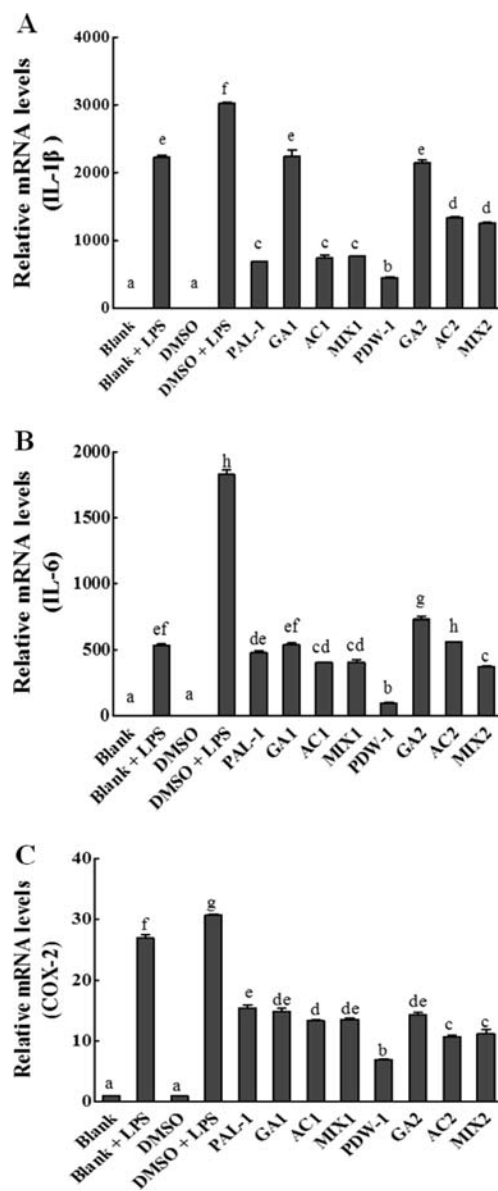 A
Relative mRNA levels
(IL-1β)
4000
3000
2000
1000
0
a
e
a
f
c
e
c
c
b
e
d
d
Blank
Blank + LPS
DMSO
DMSO + LPS
PAL-1
GA1
AC1
MIX1
PDW-1
GA2
AC2
MIX2
B
Relative mRNA levels
(IL-6)
2000
1500
1000
500
0
a
ef
a
h
de
ef
cd
cd
b
g
h
c
Blank
Blank + LPS
DMSO
DMSO + LPS
PAL-1
GA1
AC1
MIX1
PDW-1
GA2
AC2
MIX2
C
Relative mRNA levels
(COX-2)
40
30
20
10
0
a
f
a
g
e
de
d
de
b
de
c
c
Blank
Blank + LPS
DMSO
DMSO + LPS
PAL-1
GA1
AC1
MIX1
PDW-1
GA2
AC2
MIX2